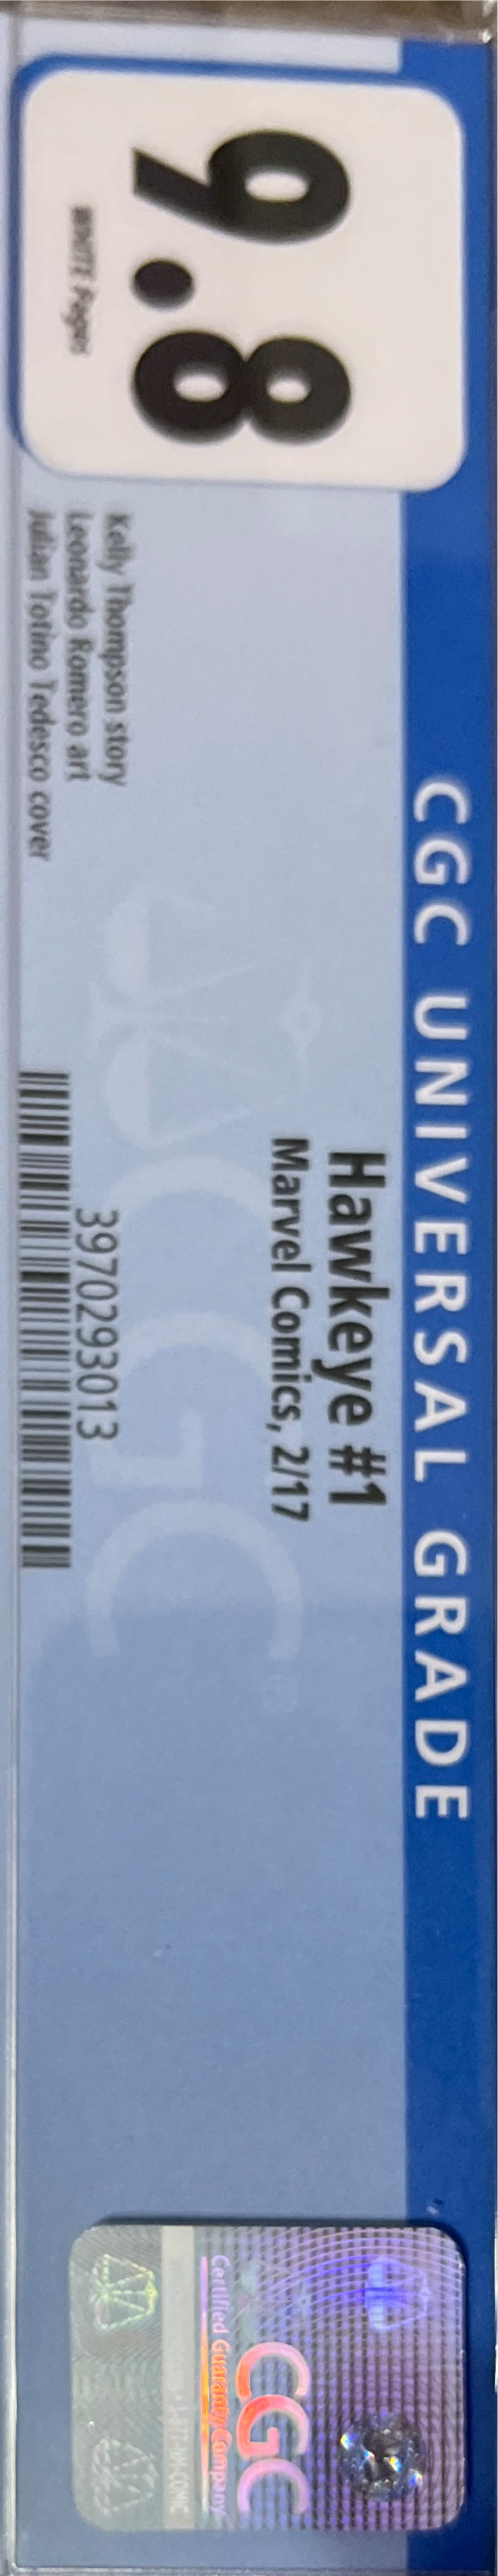 CGC UNIVERSAL GRADE
9.8
WHITE Pages
Hawkeye #1
Marvel Comics, 2/17
Kelly Thompson story
Leonardo Romero art
Julian Totino Tedesco cover
3970293013
CGC
CGC
Certified Guaranty Company